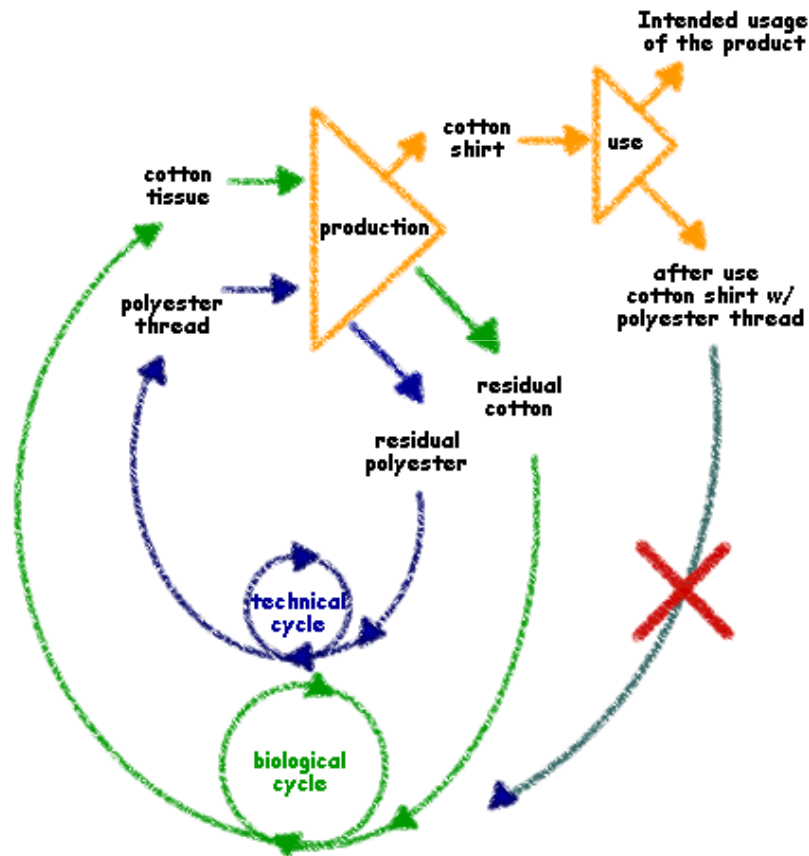 Intended usage
of the product
cotton
shirt
use
cotton
tissue
production
after use
cotton shirt w/
polyester thread
polyester
thread
residual
cotton
residual
polyester
technical
cycle
biological
cycle